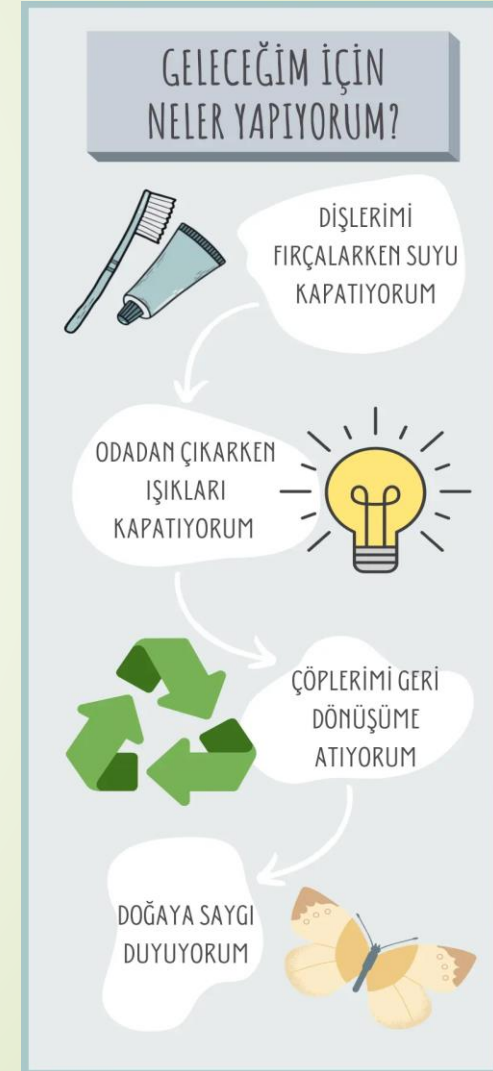 GELECEĞİM İÇİN
NELER YAPIYORUM?
DİŞLERİMİ
FIRÇALARKEN SUYU
KAPATIYORUM
ODADAN ÇIKARKEN
IŞIKLARI
KAPATIYORUM
ÇÖPLERİMİ GERİ
DÖNÜŞÜME
ATIYORUM
DOĞAYA SAYGI
DUYUYORUM